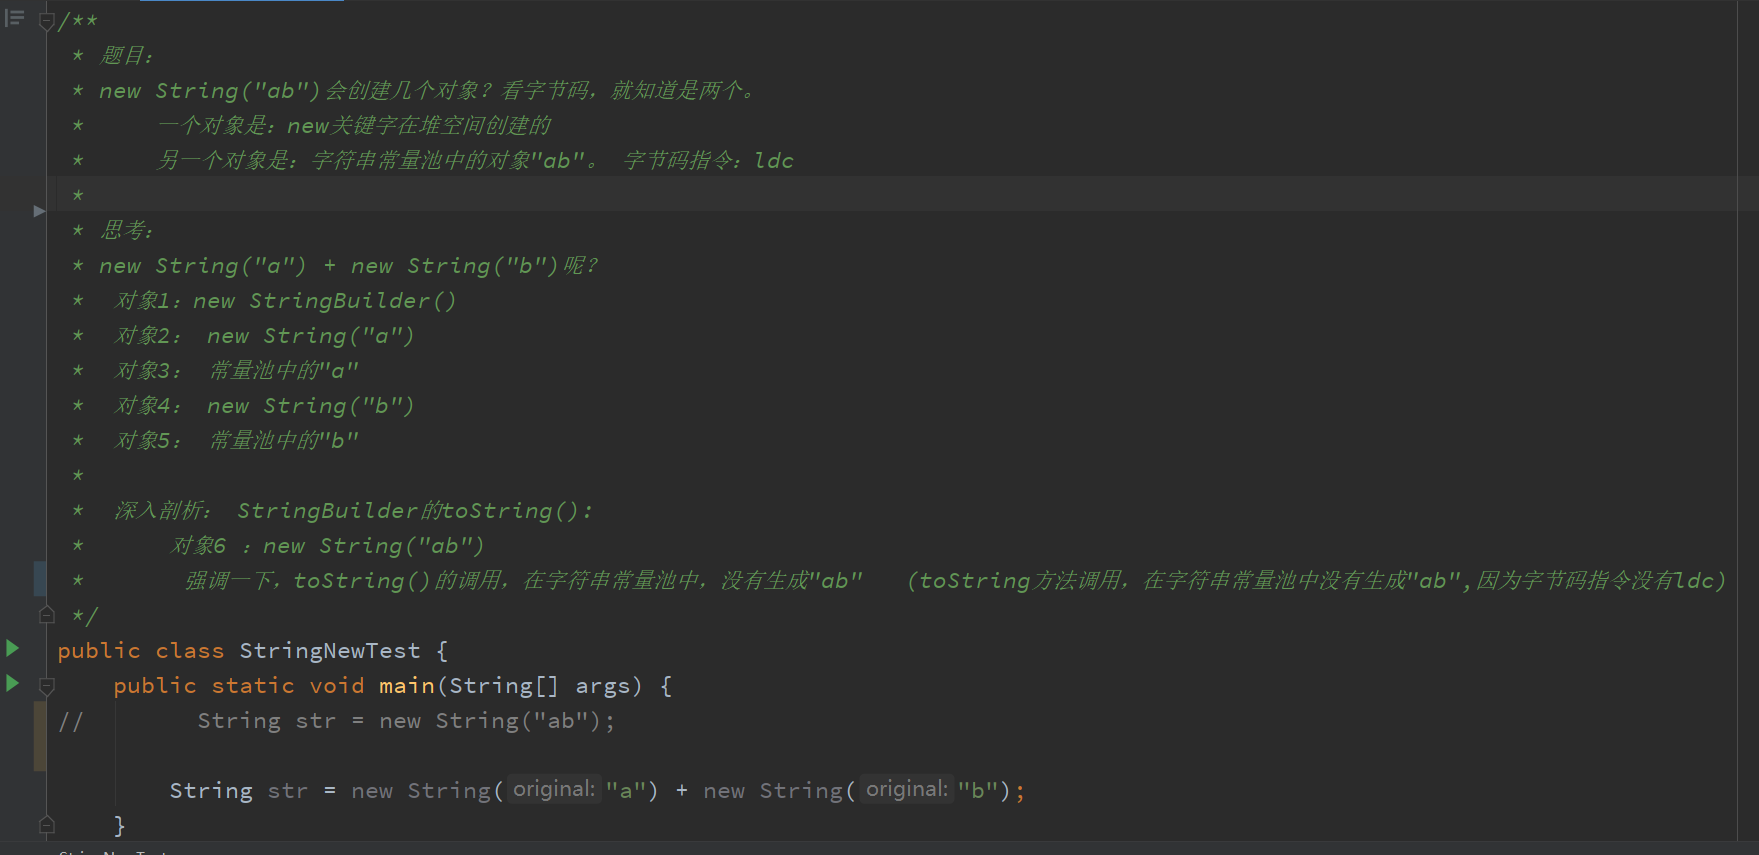 /**
* 题目：
* new String("ab")会创建几个对象？看字节码，就知道是两个。
*     一个对象是：new关键字在堆空间创建的
*     另一个对象是：字符串常量池中的对象"ab"。 字节码指令：ldc
*
* 思考：
* new String("a") + new String("b")呢？
*  对象1：new StringBuilder()
*  对象2： new String("a")
*  对象3： 常量池中的"a"
*  对象4： new String("b")
*  对象5： 常量池中的"b"
*
*  深入剖析： StringBuilder的toString():
*      对象6 ：new String("ab")
*       强调一下，toString()的调用，在字符串常量池中，没有生成"ab"   (toString方法调用，在字符串常量池中没有生成"ab",因为字节码指令没有ldc)
*/
public class StringNewTest {
public static void main(String[] args) {
//        String str = new String("ab");
String str = new String( original: "a") + new String( original: "b");
}